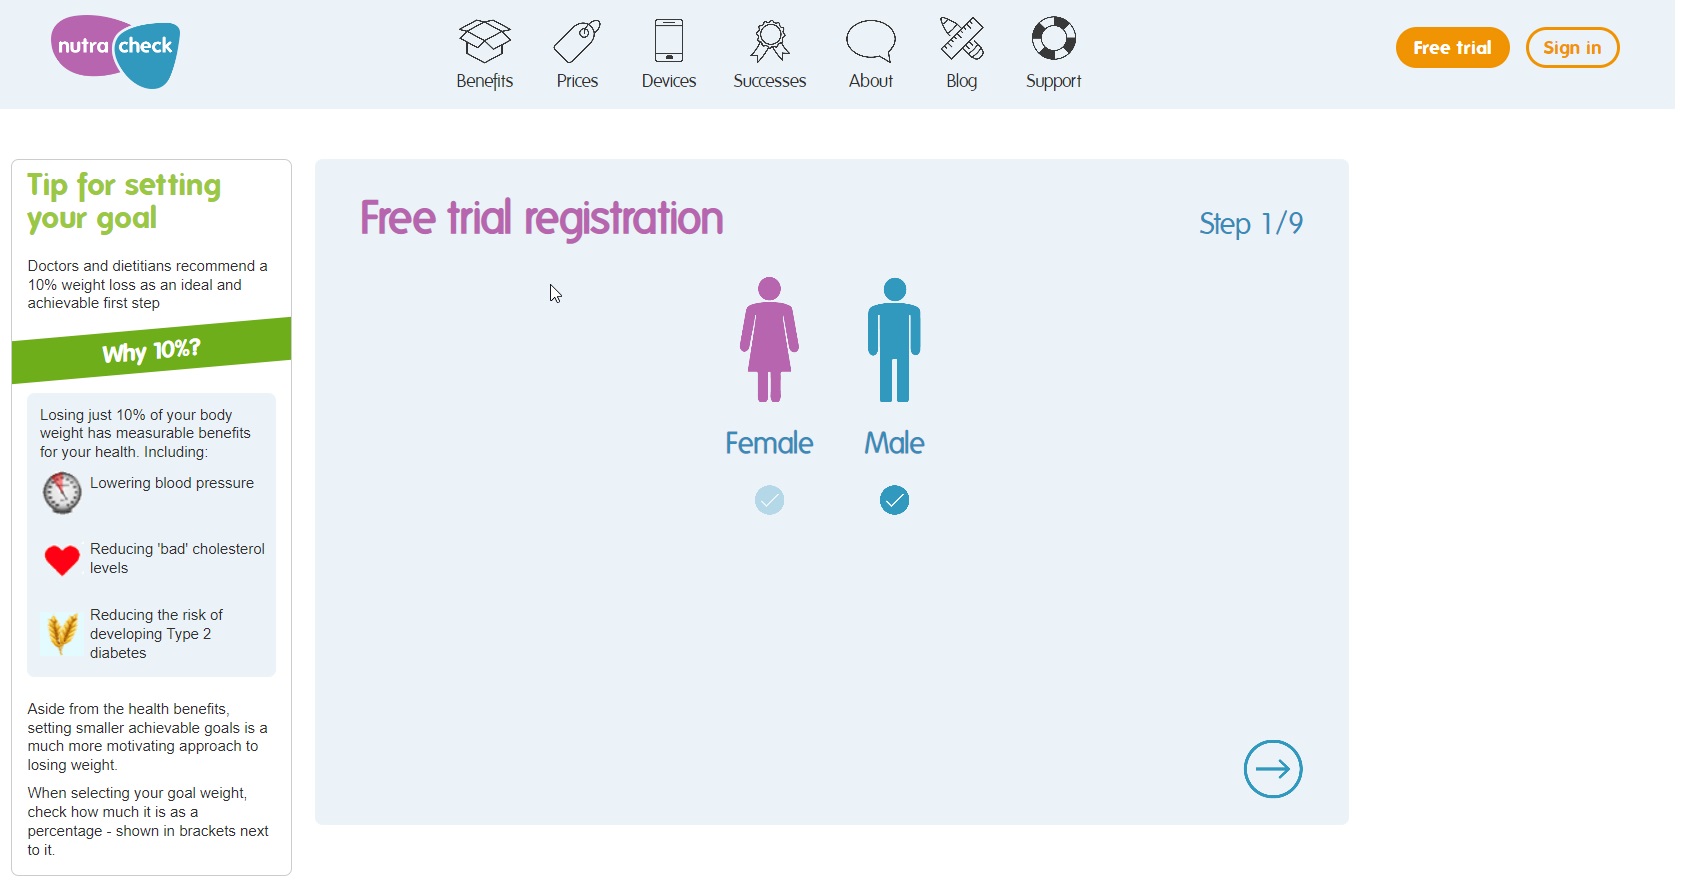 nutra check
Benefits
Prices
Devices
Successes
About
Blog
Support
Free trial
Sign in
Tip for setting
your goal
Doctors and dietitians recommend a
10% weight loss as an ideal and
achievable first step
Why 10%?
Losing just 10% of your body
weight has measurable benefits
for your health. Including:
Lowering blood pressure
Reducing 'bad' cholesterol
levels
Reducing the risk of
developing Type 2
diabetes
Aside from the health benefits,
setting smaller achievable goals is a
much more motivating approach to
losing weight.
When selecting your goal weight,
check how much it is as a
percentage - shown in brackets next
to it.
Free trial registration
Step 1/9
Female
Male